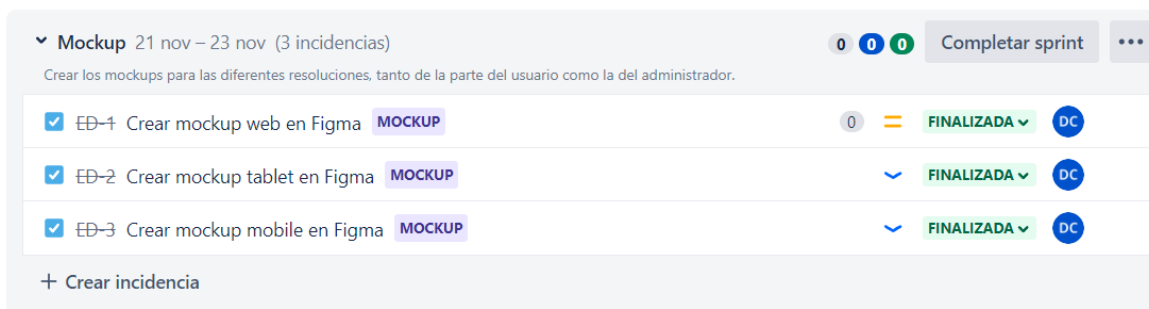 Mockup 21 nov – 23 nov (3 incidencias) 0 0 0 Completar sprint
Crear los mockups para las diferentes resoluciones, tanto de la parte del usuario como la del administrador.
ED-1 Crear mockup web en Figma MOCKUP 0 FINALIZADA DC
ED-2 Crear mockup tablet en Figma MOCKUP FINALIZADA DC
ED-3 Crear mockup mobile en Figma MOCKUP FINALIZADA DC
+ Crear incidencia